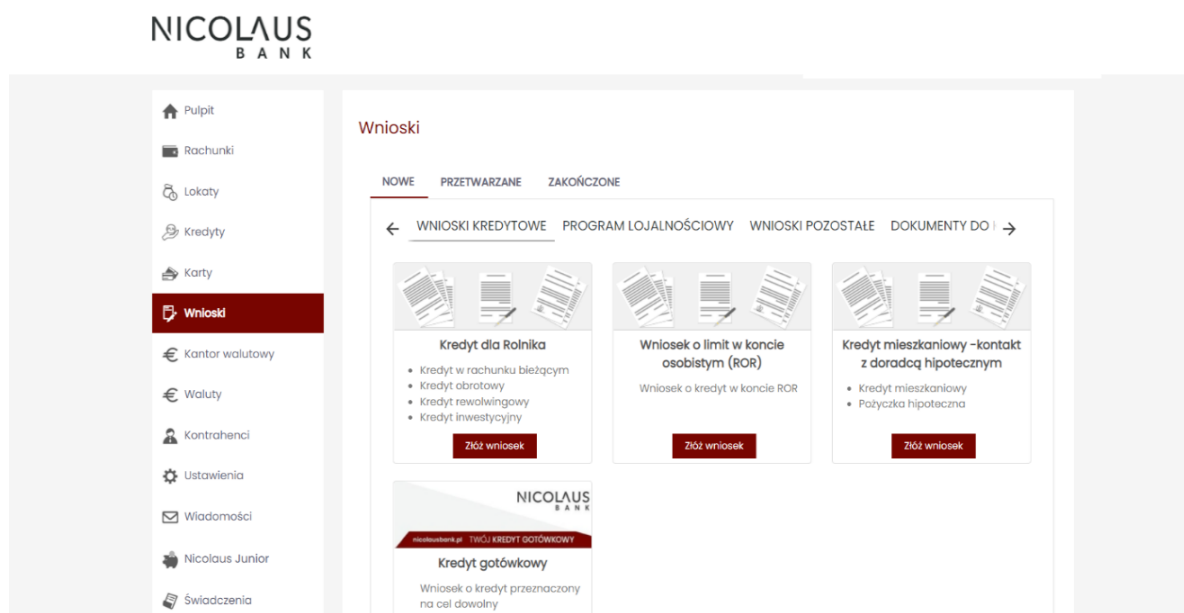 NICOLAUS
BANK
Pulpit
Rachunki
Lokaty
Kredyty
Karty
Wnioski
Kantor walutowy
Waluty
Kontrahenci
Ustawienia
Wiadomości
Nicolaus Junior
Świadczenia
Wnioski
NOWE PRZETWARZANE ZAKOŃCZONE
WNIOSKI KREDYTOWE PROGRAM LOJALNOŚCIOWY WNIOSKI POZOSTAŁE DOKUMENTY DO
Kredyt dla Rolnika
• Kredyt w rachunku bieżącym
• Kredyt obrotowy
• Kredyt rewolwingowy
• Kredyt inwestycyjny
Złóż wniosek
Wniosek o limit w koncie
osobistym (ROR)
Wniosek o kredyt w koncie ROR
Złóż wniosek
Kredyt mieszkaniowy -kontakt
z doradcą hipotecznym
• Kredyt mieszkaniowy
• Pożyczka hipoteczna
Złóż wniosek
NICOLAUS
BANK
nicolausbank.pl TWÓJ KREDYT GOTÓWKOWY
Kredyt gotówkowy
Wniosek o kredyt przeznaczony
na cel dowolny